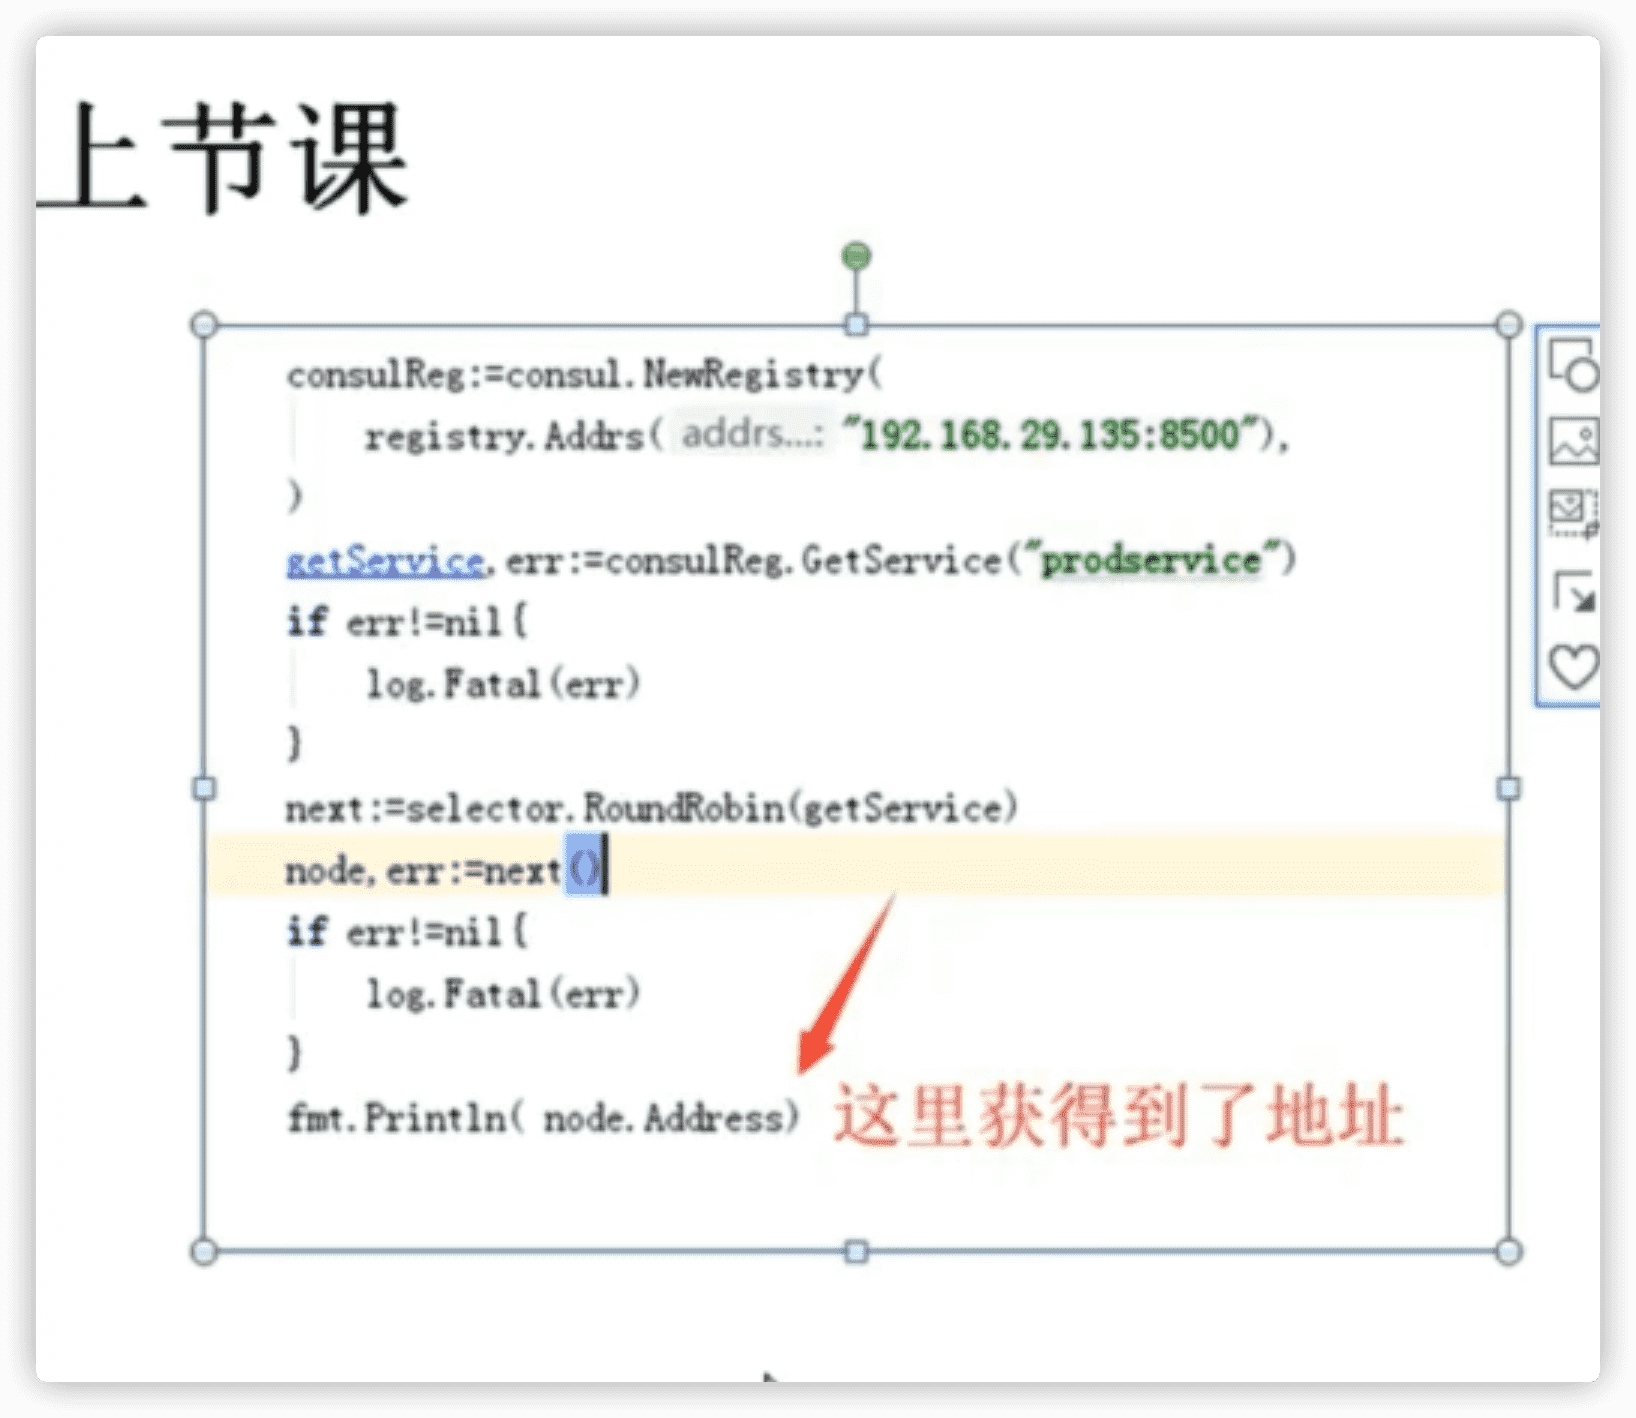 上节课
consulReg:=consul.NewRegistry(
registry.Addrs( addrs...: "192.168.29.135:8500"),
)
getService,err:=consulReg.GetService("prodservice")
if err!=nil{
log.Fatal(err)
}
next:=selector.RoundRobin(getService)
node,err:=next()
if err!=nil{
log.Fatal(err)
}
fmt.Println( node.Address) 这里获得到了地址